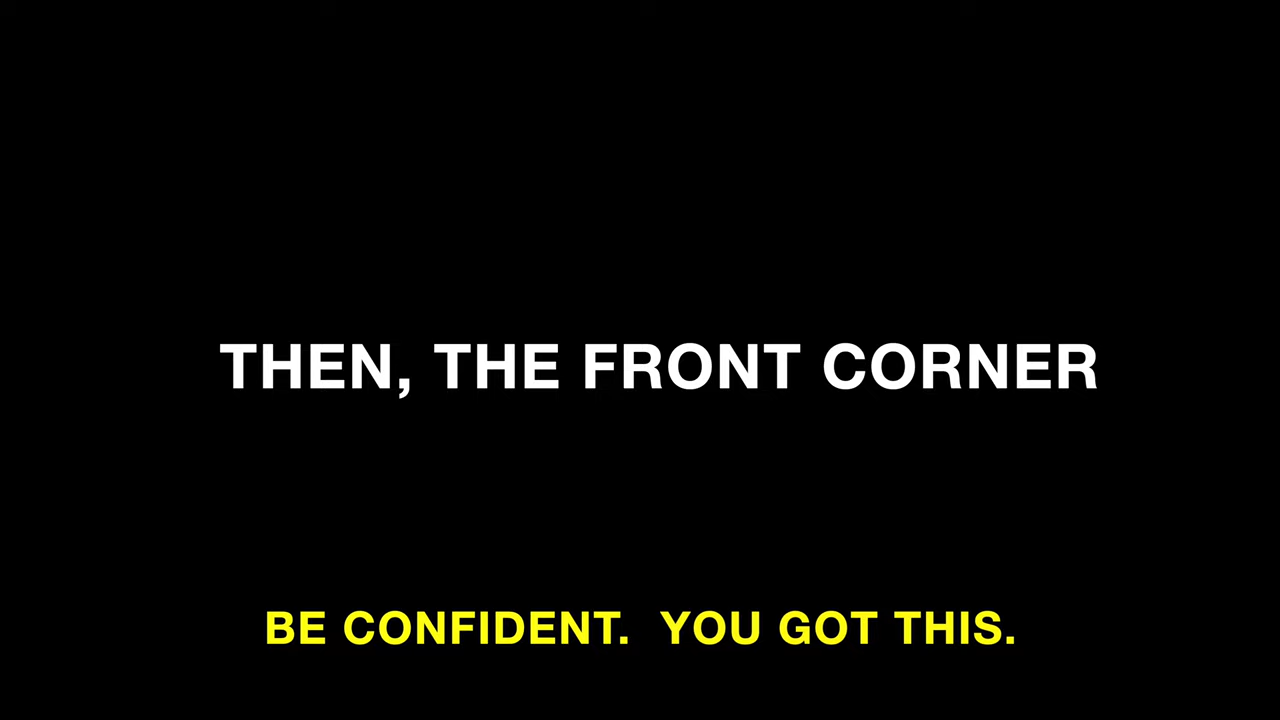 THEN, THE FRONT CORNER
BE CONFIDENT.  YOU GOT THIS.